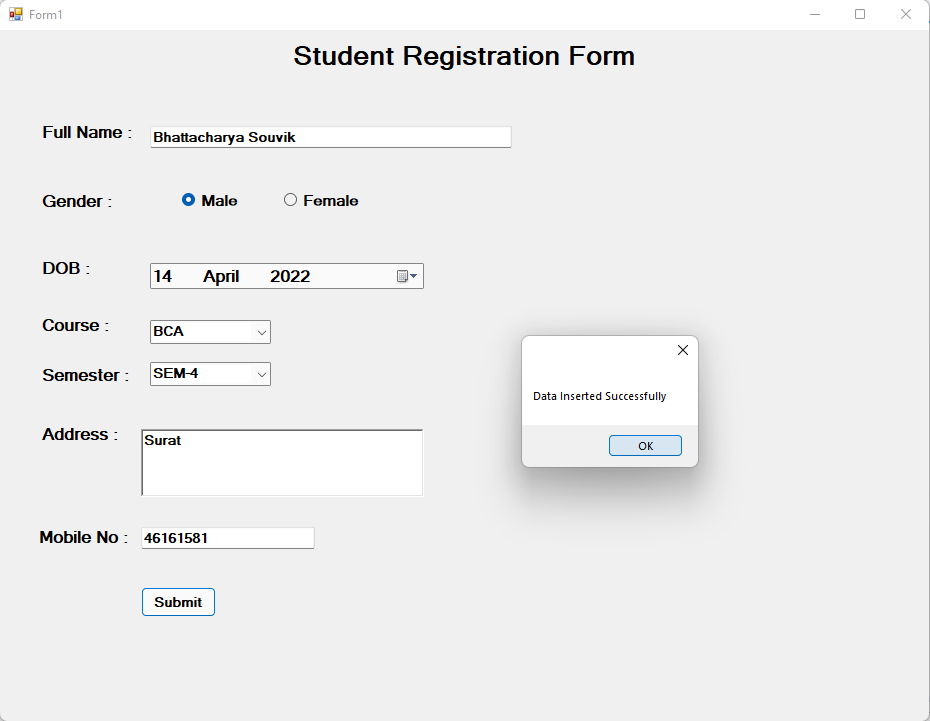 Form1
Student Registration Form
Full Name : Bhattacharya Souvik
Gender : Male Female
DOB : 14 April 2022
Course : BCA
Semester : SEM-4
Data Inserted Successfully
OK
Address : Surat
Mobile No : 46161581
Submit